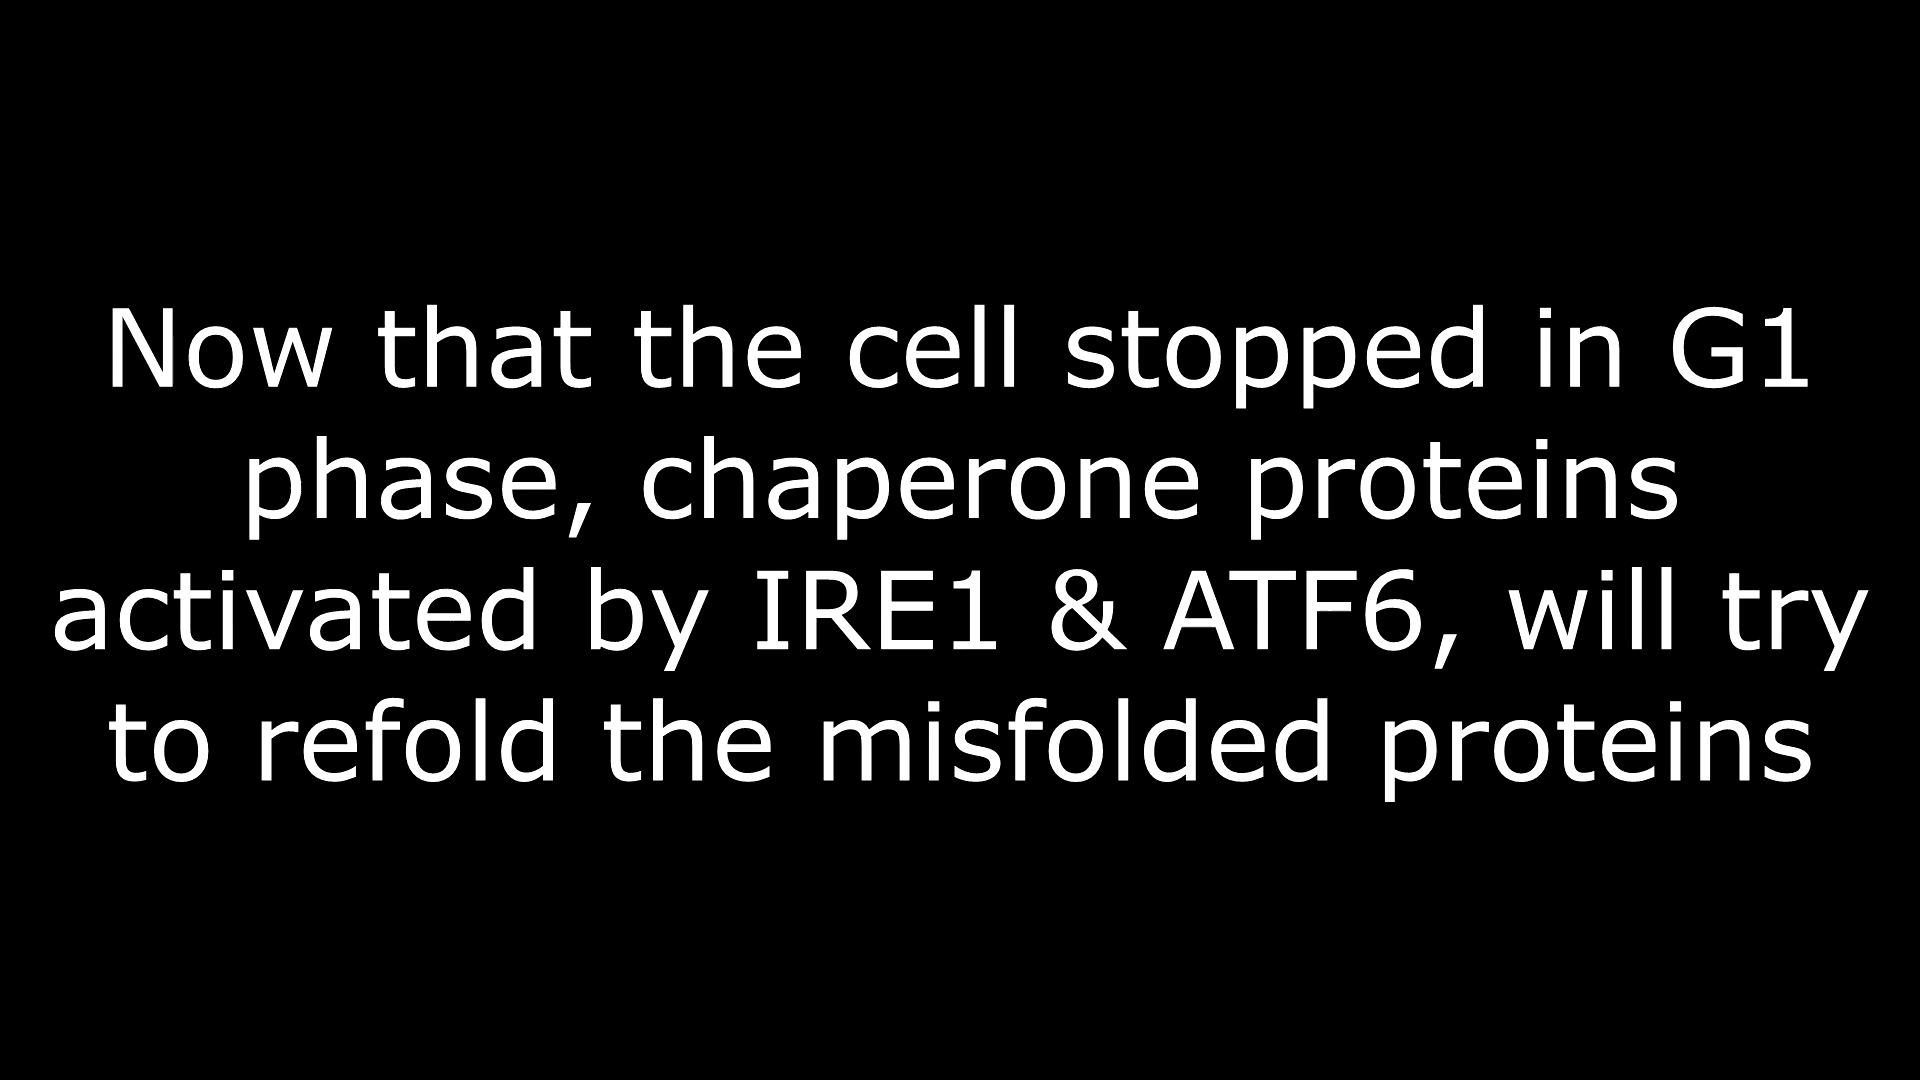 Now that the cell stopped in G1
phase, chaperone proteins
activated by IRE1 & ATF6, will try
to refold the misfolded proteins